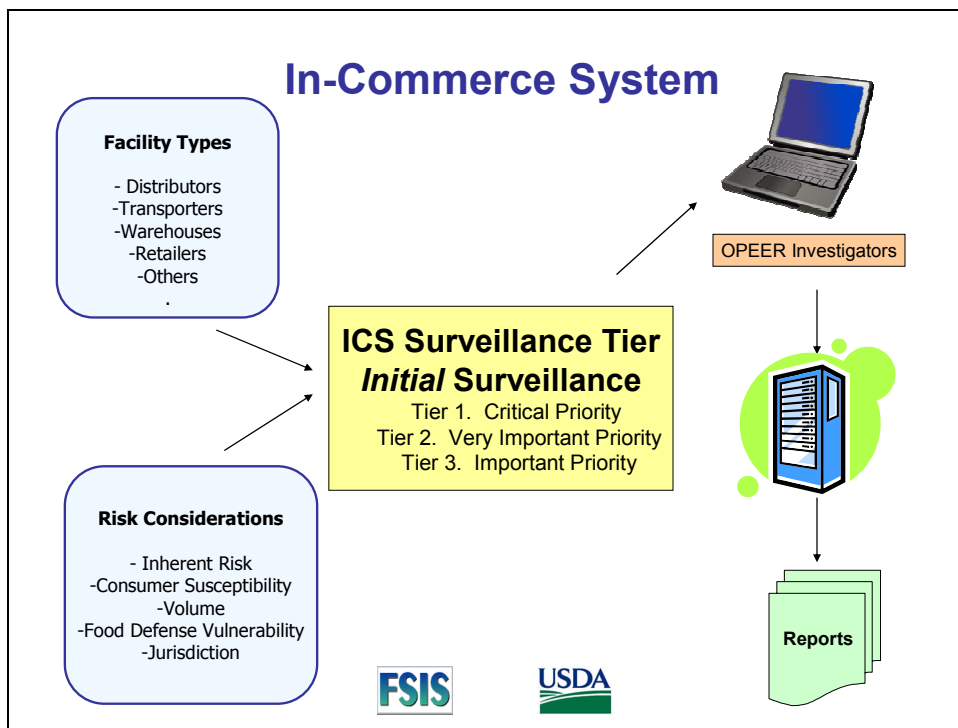 In-Commerce System
Facility Types
- Distributors
-Transporters
-Warehouses
-Retailers
-Others
.
Risk Considerations
- Inherent Risk
-Consumer Susceptibility
-Volume
-Food Defense Vulnerability
-Jurisdiction
ICS Surveillance Tier
Initial Surveillance
Tier 1. Critical Priority
Tier 2. Very Important Priority
Tier 3. Important Priority
OPEER Investigators
Reports
FSIS
USDA